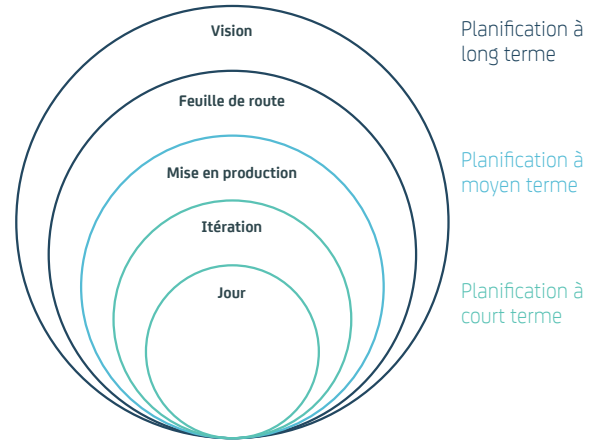 Vision
Planification à
long terme
Feuille de route
Mise en production
Planification à
moyen terme
Itération
Jour
Planification à
court terme